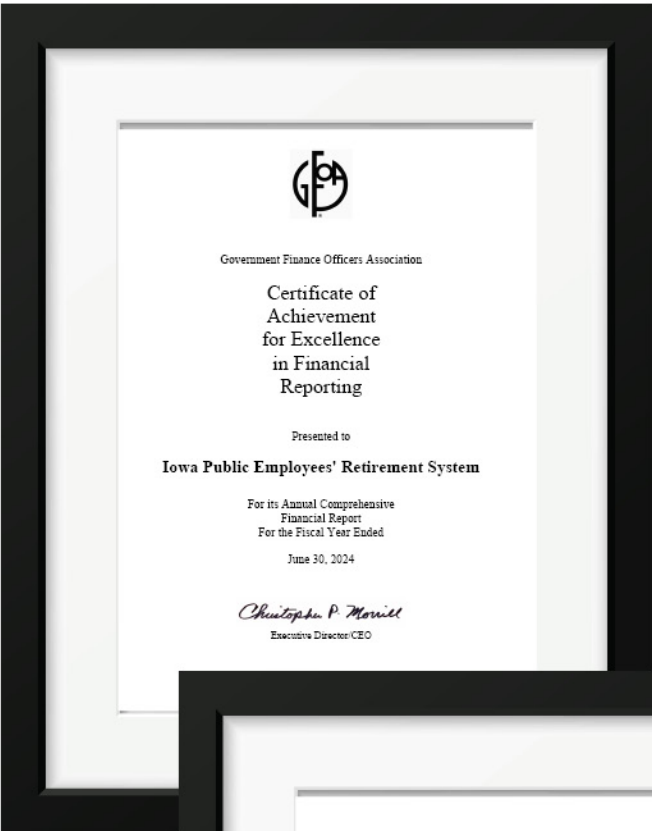 GFOA
Government Finance Officers Association
Certificate of
Achievement
for Excellence
in Financial
Reporting
Presented to
Iowa Public Employees' Retirement System
For its Annual Comprehensive
Financial Report
For the Fiscal Year Ended
June 30, 2024
Christopher P. Morrill
Executive Director/CEO